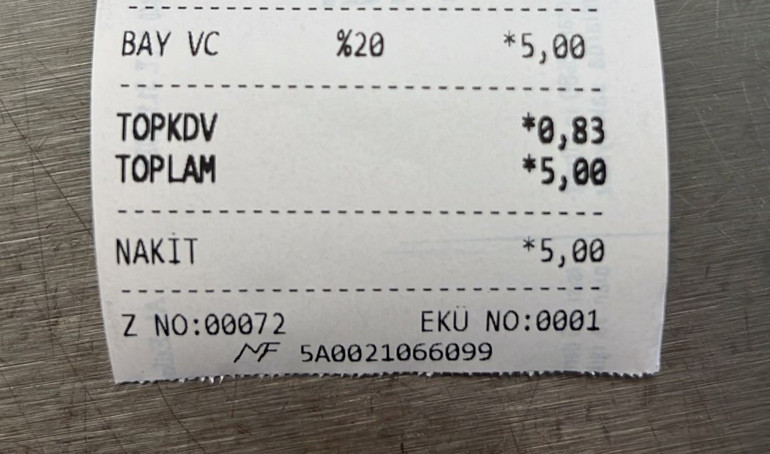 BAY VC %20 *5,00
TOPKDV *0,83
TOPLAM *5,00
NAKİT *5,00
Z NO:00072 EKÜ NO:0001
MF 5A0021066099